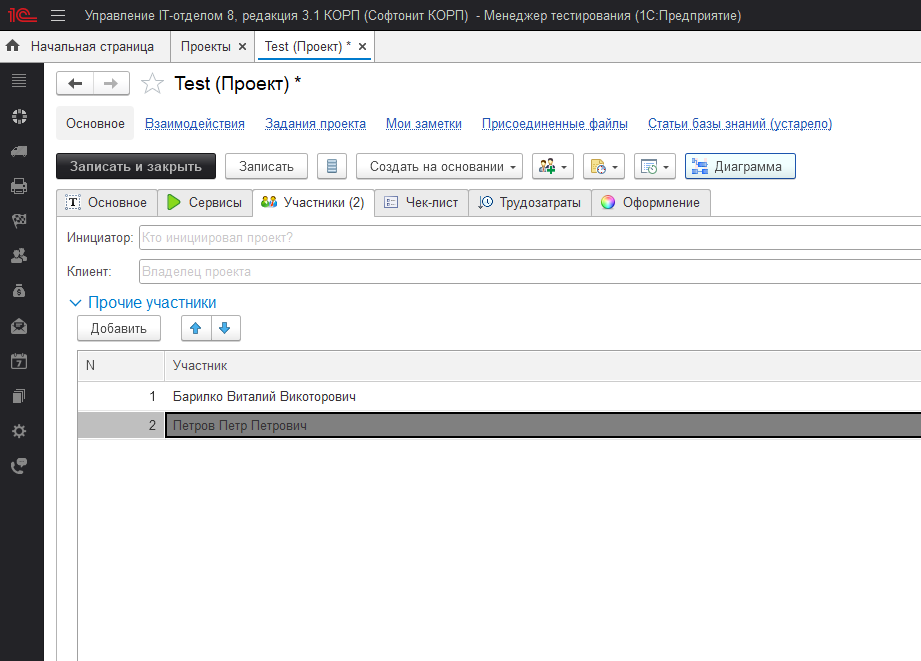 1С Управление IT-отделом 8, редакция 3.1 КОРП (Софтонит КОРП) - Менеджер тестирования (1С:Предприятие)
Начальная страница Проекты × Test (Проект) * ×
Test (Проект) *
Основное Взаимодействия Задания проекта Мои заметки Присоединенные файлы Статьи базы знаний (устарело)
Записать и закрыть Записать Создать на основании Диаграмма
Основное Сервисы Участники (2) Чек-лист Трудозатраты Оформление
Инициатор: Кто инициировал проект?
Клиент: Владелец проекта
Прочие участники
Добавить
N Участник
1 Барилко Виталий Викоторович
2 Петров Петр Петрович
7